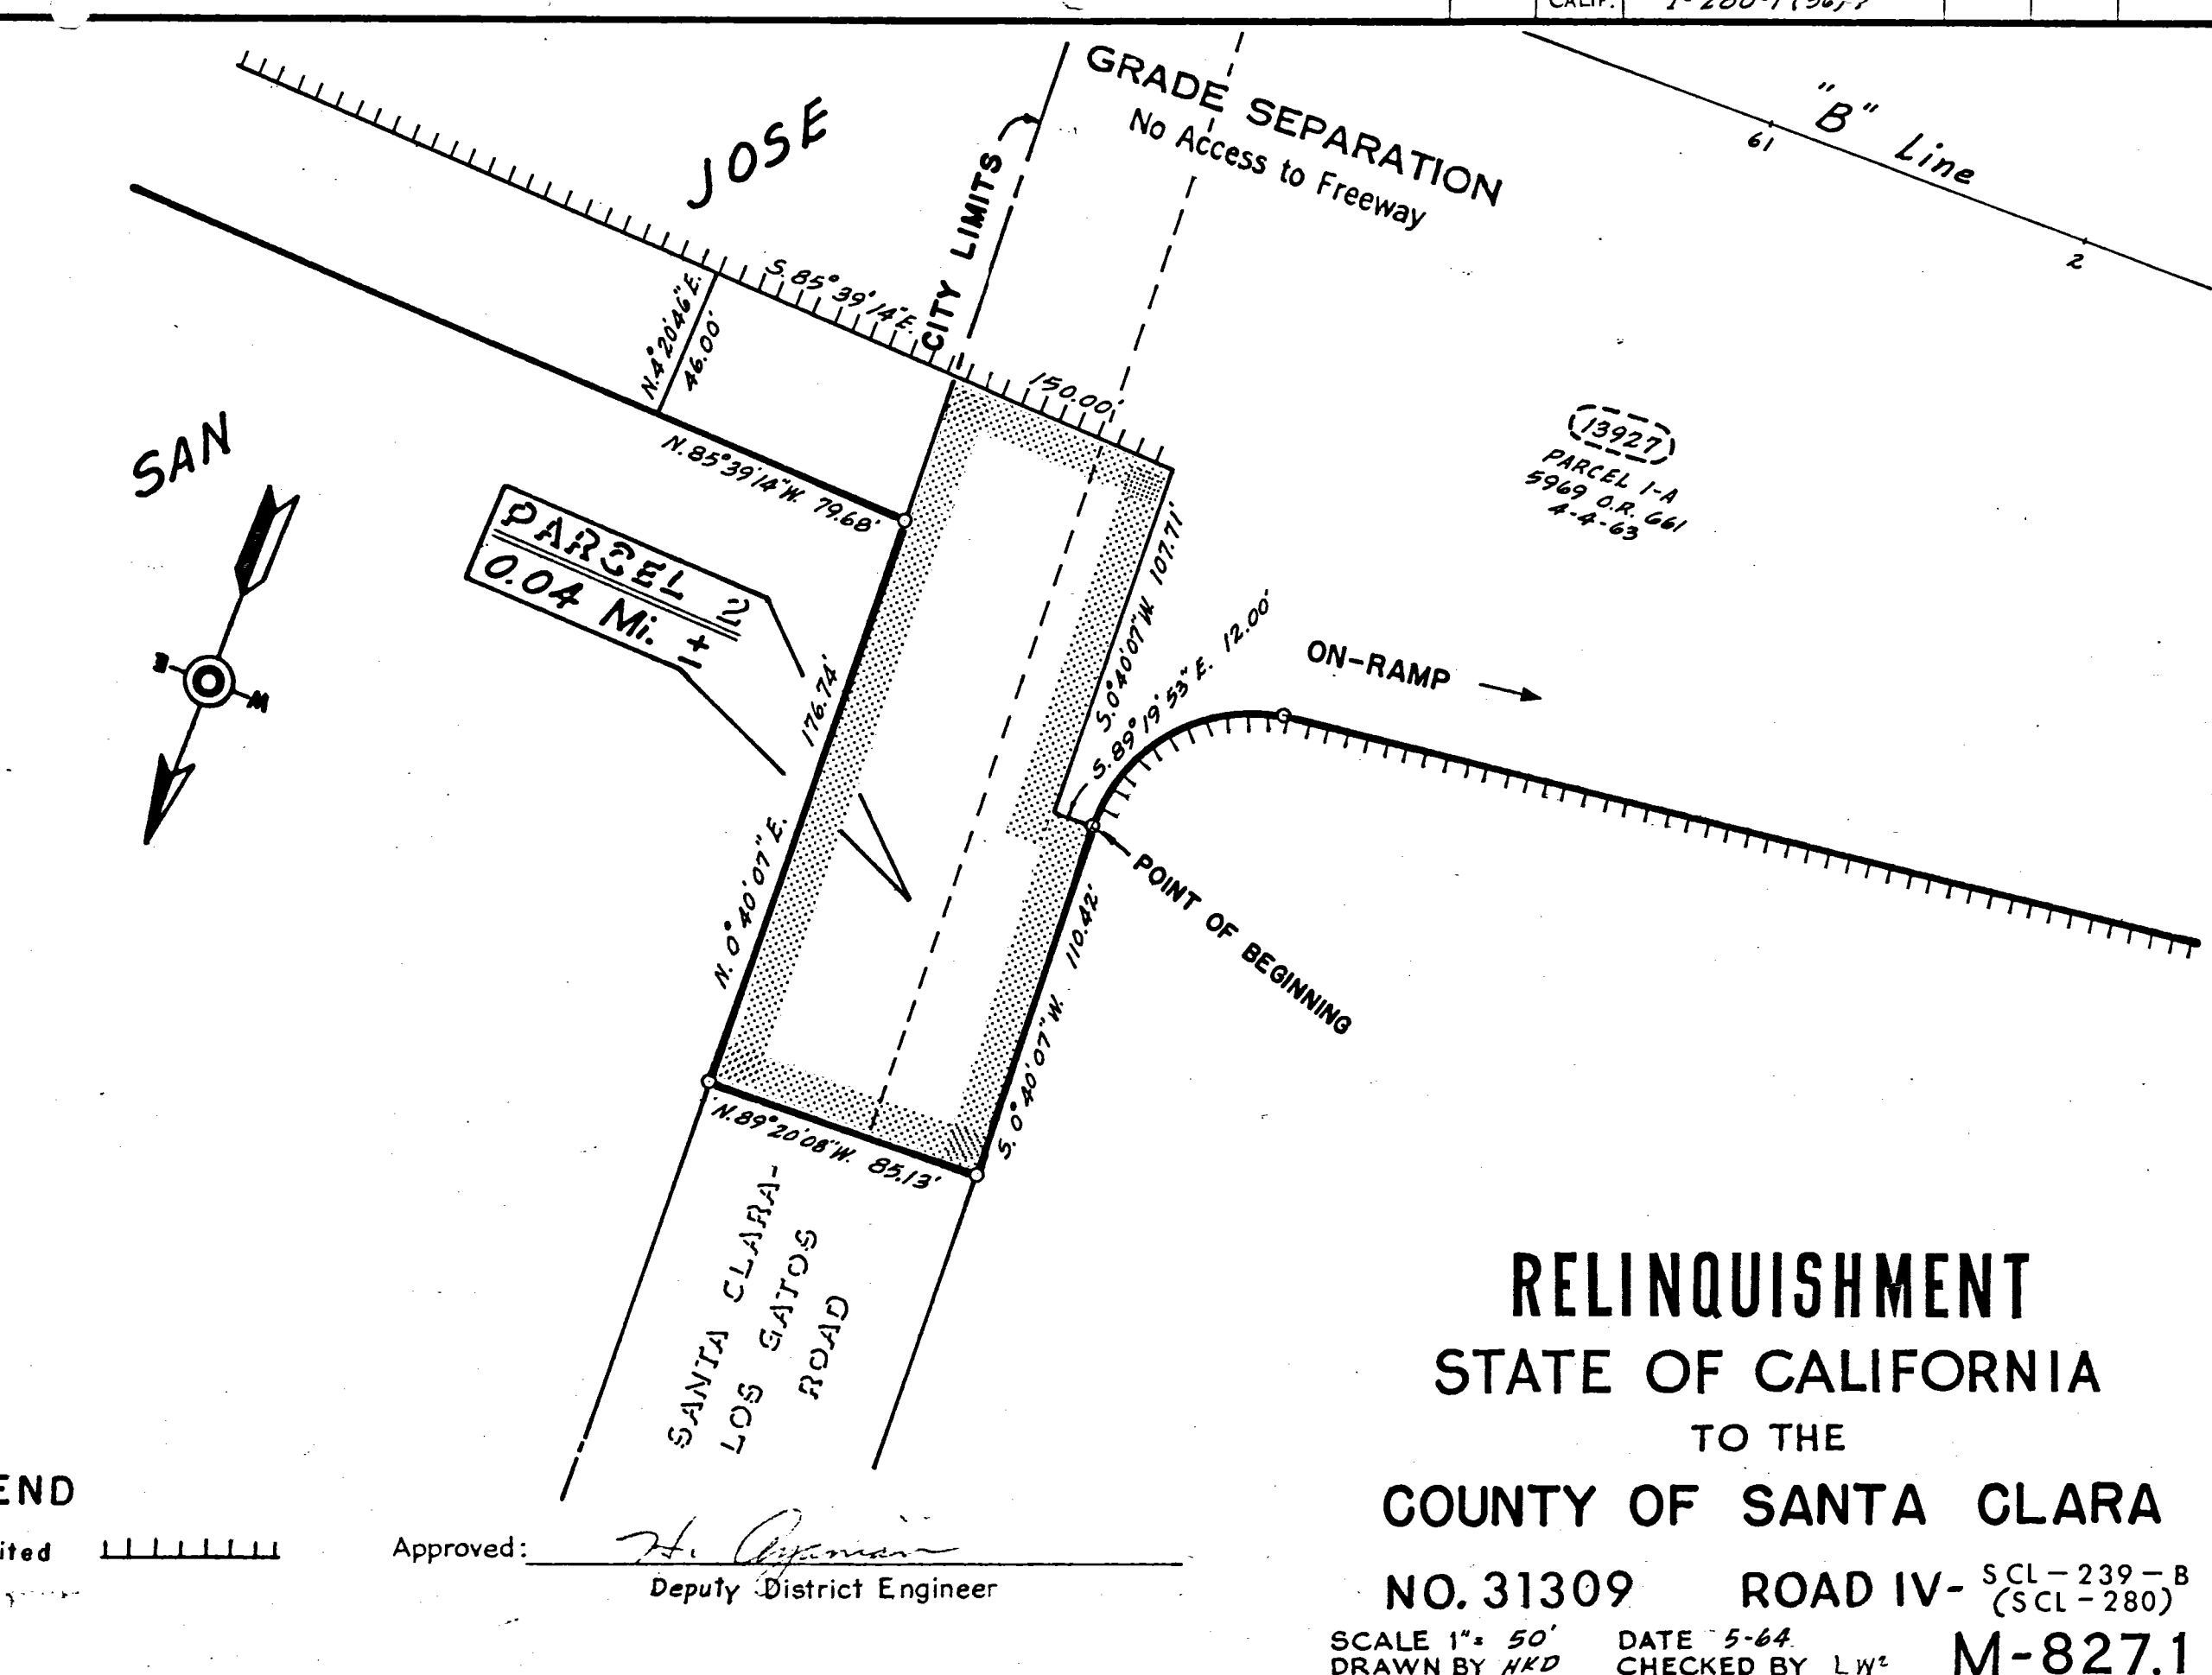 CALIF.
GRADE SEPARATION
No Access to Freeway
"B" Line
61
2
SAN JOSE
CITY LIMITS
S. 85° 39' 14" E.
150.00'
N. 4° 20' 46" E.
46.00'
N. 85° 39' 14" W. 79.68'
PARCEL 2
0.04 Mi. ±
13927
PARCEL 1-A
5969 O.R. 661
4-4-63
S. 0° 40' 07" W. 107.71'
S. 89° 19' 53" E. 12.00'
ON-RAMP
176.74'
N. 0° 40' 07" E.
POINT OF BEGINNING
S. 0° 40' 07" W. 110.42'
N. 89° 20' 08" W. 85.13'
SANTA CLARA-
LOS GATOS
ROAD
E
W
RELINQUISHMENT
STATE OF CALIFORNIA
TO THE
COUNTY OF SANTA CLARA
NO. 31309 ROAD IV- SCL-239-B
(SCL-280)
SCALE 1" = 50' DATE 5-64
DRAWN BY HKD CHECKED BY LW²
M-827.1
Approved:
Deputy District Engineer